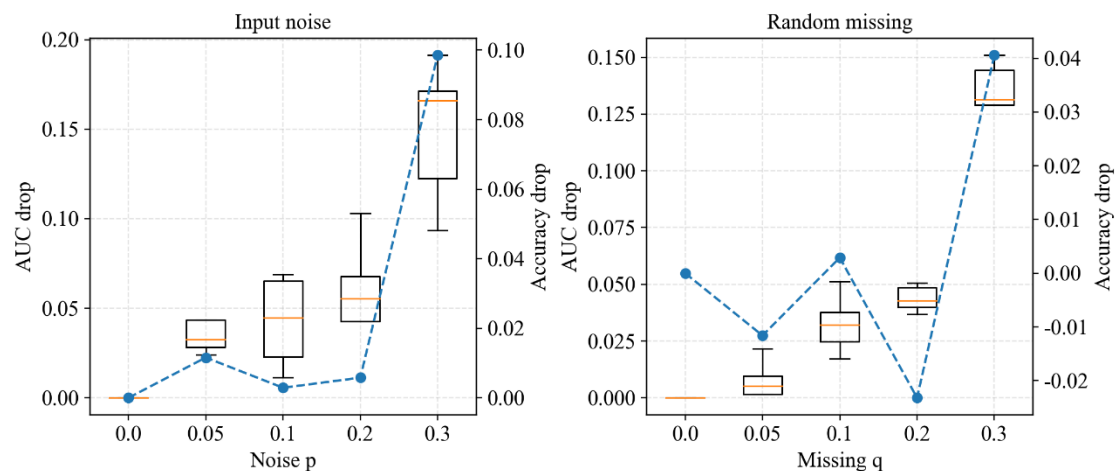 Input noise
AUC drop
0.20
0.15
0.10
0.05
0.00
0.10
0.08
0.06
0.04
0.02
0.00
Accuracy drop
0.0 0.05 0.1 0.2 0.3
Noise p
Random missing
AUC drop
0.150
0.125
0.100
0.075
0.050
0.025
0.000
0.04
0.03
0.02
0.01
0.00
-0.01
-0.02
Accuracy drop
0.0 0.05 0.1 0.2 0.3
Missing q